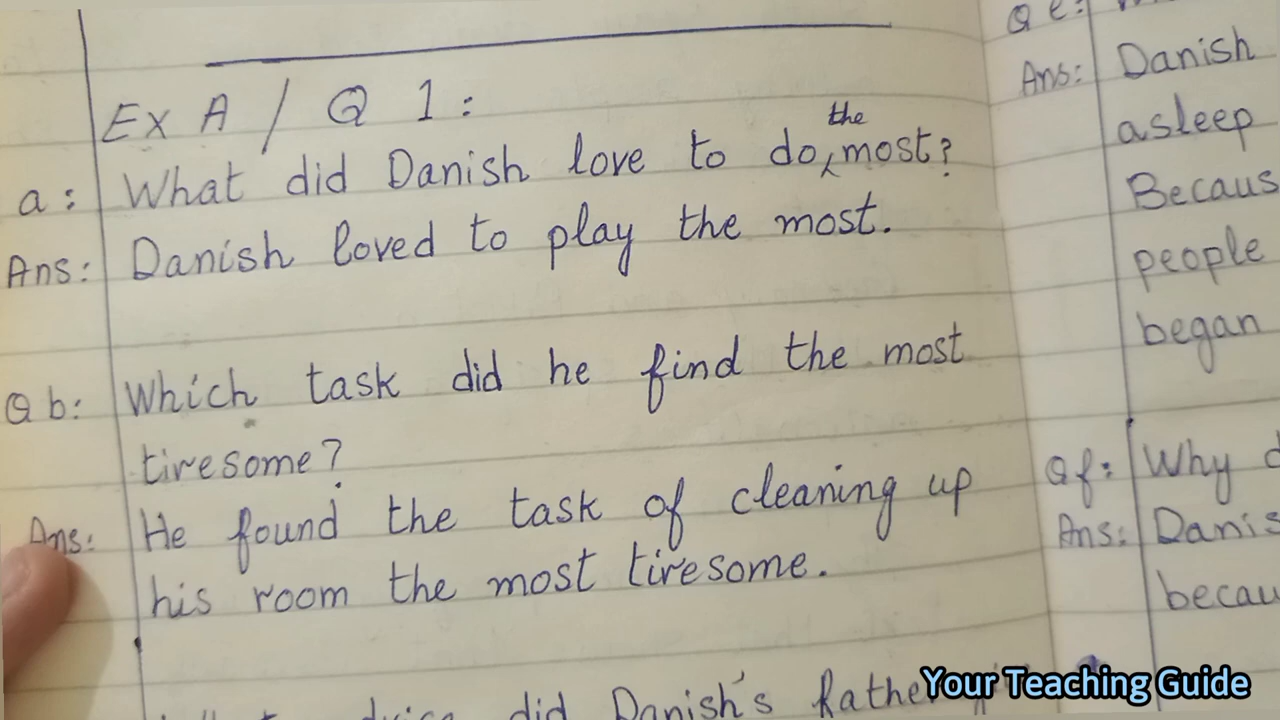 Ex A / Q 1:
a: What did Danish love to do the most?
Ans: Danish loved to play the most.
Q b: Which task did he find the most
tiresome?
Ans: He found the task of cleaning up
his room the most tiresome.
did Danish's
Q e:
Ans: Danish
asleep
Becaus
people
began
Q f: Why
Ans: Danis
becau
Your Teaching Guide